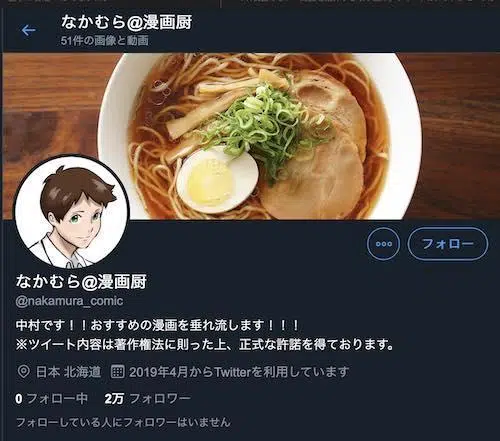 なかむら@漫画厨
51件の画像と動画
フォロー
なかむら@漫画厨
@nakamura_comic
中村です!!おすすめの漫画を垂れ流します!!!
※ツイート内容は著作権法に則った上、正式な許諾を得ております。
日本 北海道 2019年4月からTwitterを利用しています
0 フォロー中 2万 フォロワー
フォローしている人にフォロワーはいません